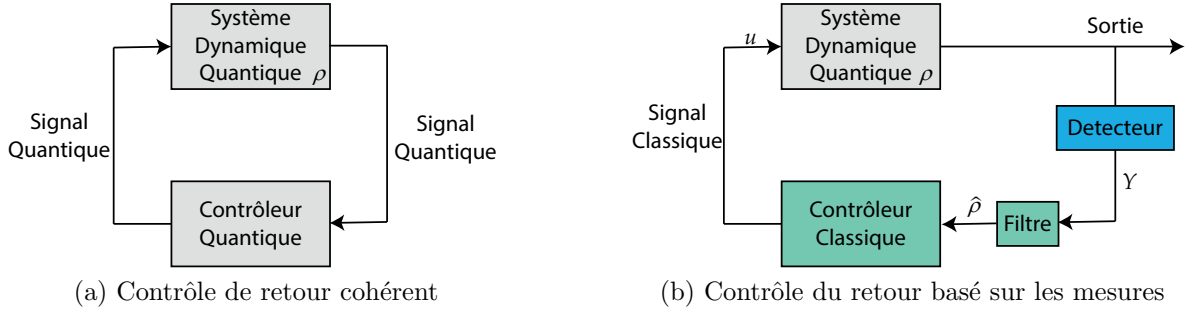 Système
Dynamique
Quantique ρ
Signal
Quantique
Signal
Quantique
Contrôleur
Quantique
(a) Contrôle de retour cohérent
u
Système
Dynamique
Quantique ρ
Sortie
Signal
Classique
Detecteur
Y
Contrôleur
Classique
ρ̂
Filtre
(b) Contrôle du retour basé sur les mesures